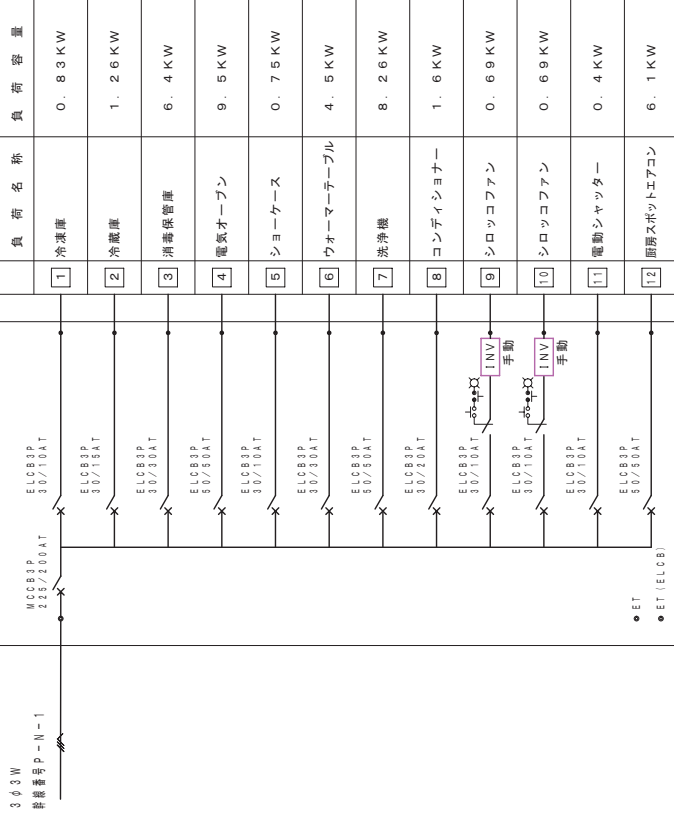 3φ3W
幹線番号P-N-1
MCCB3P
225/200AT
ET
ET(ELCB)
負荷名称 負荷容量
ELCB3P
30/10AT
1 冷凍庫 0.83KW
ELCB3P
30/15AT
2 冷蔵庫 1.26KW
ELCB3P
30/30AT
3 消毒保管庫 6.4KW
ELCB3P
50/50AT
4 電気オーブン 9.5KW
ELCB3P
30/10AT
5 ショーケース 0.75KW
ELCB3P
30/30AT
6 ウォーマーテーブル 4.5KW
ELCB3P
50/50AT
7 洗浄機 8.26KW
ELCB3P
30/20AT
8 コンディショナー 1.6KW
ELCB3P
30/10AT
INV
手動
9 シロッコファン 0.69KW
ELCB3P
30/10AT
INV
手動
10 シロッコファン 0.69KW
ELCB3P
30/10AT
11 電動シャッター 0.4KW
ELCB3P
50/50AT
12 厨房スポットエアコン 6.1KW